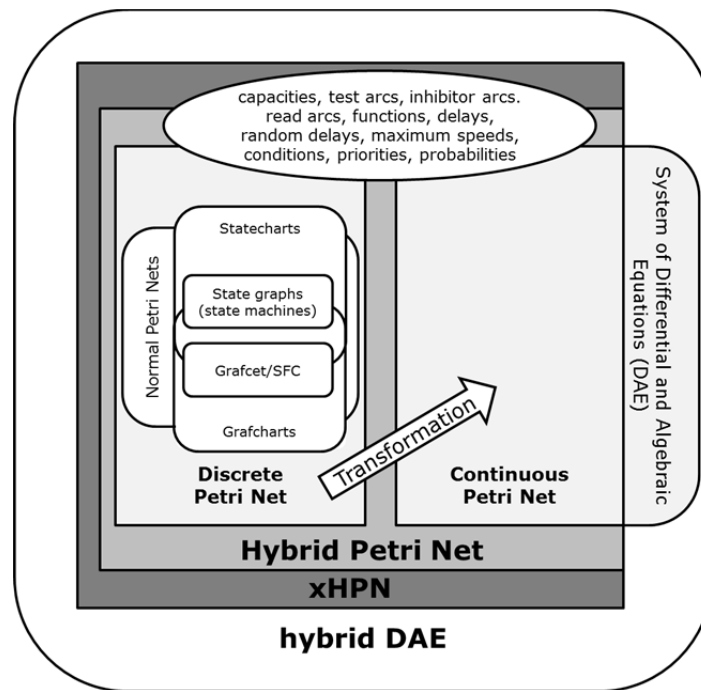 capacities, test arcs, inhibitor arcs.
read arcs, functions, delays,
random delays, maximum speeds,
conditions, priorities, probabilities
Statecharts
State graphs
(state machines)
Grafcet/SFC
Grafcharts
Normal Petri Nets
Transformation
Discrete
Petri Net
Continuous
Petri Net
System of Differential and Algebraic
Equations (DAE)
Hybrid Petri Net
xHPN
hybrid DAE